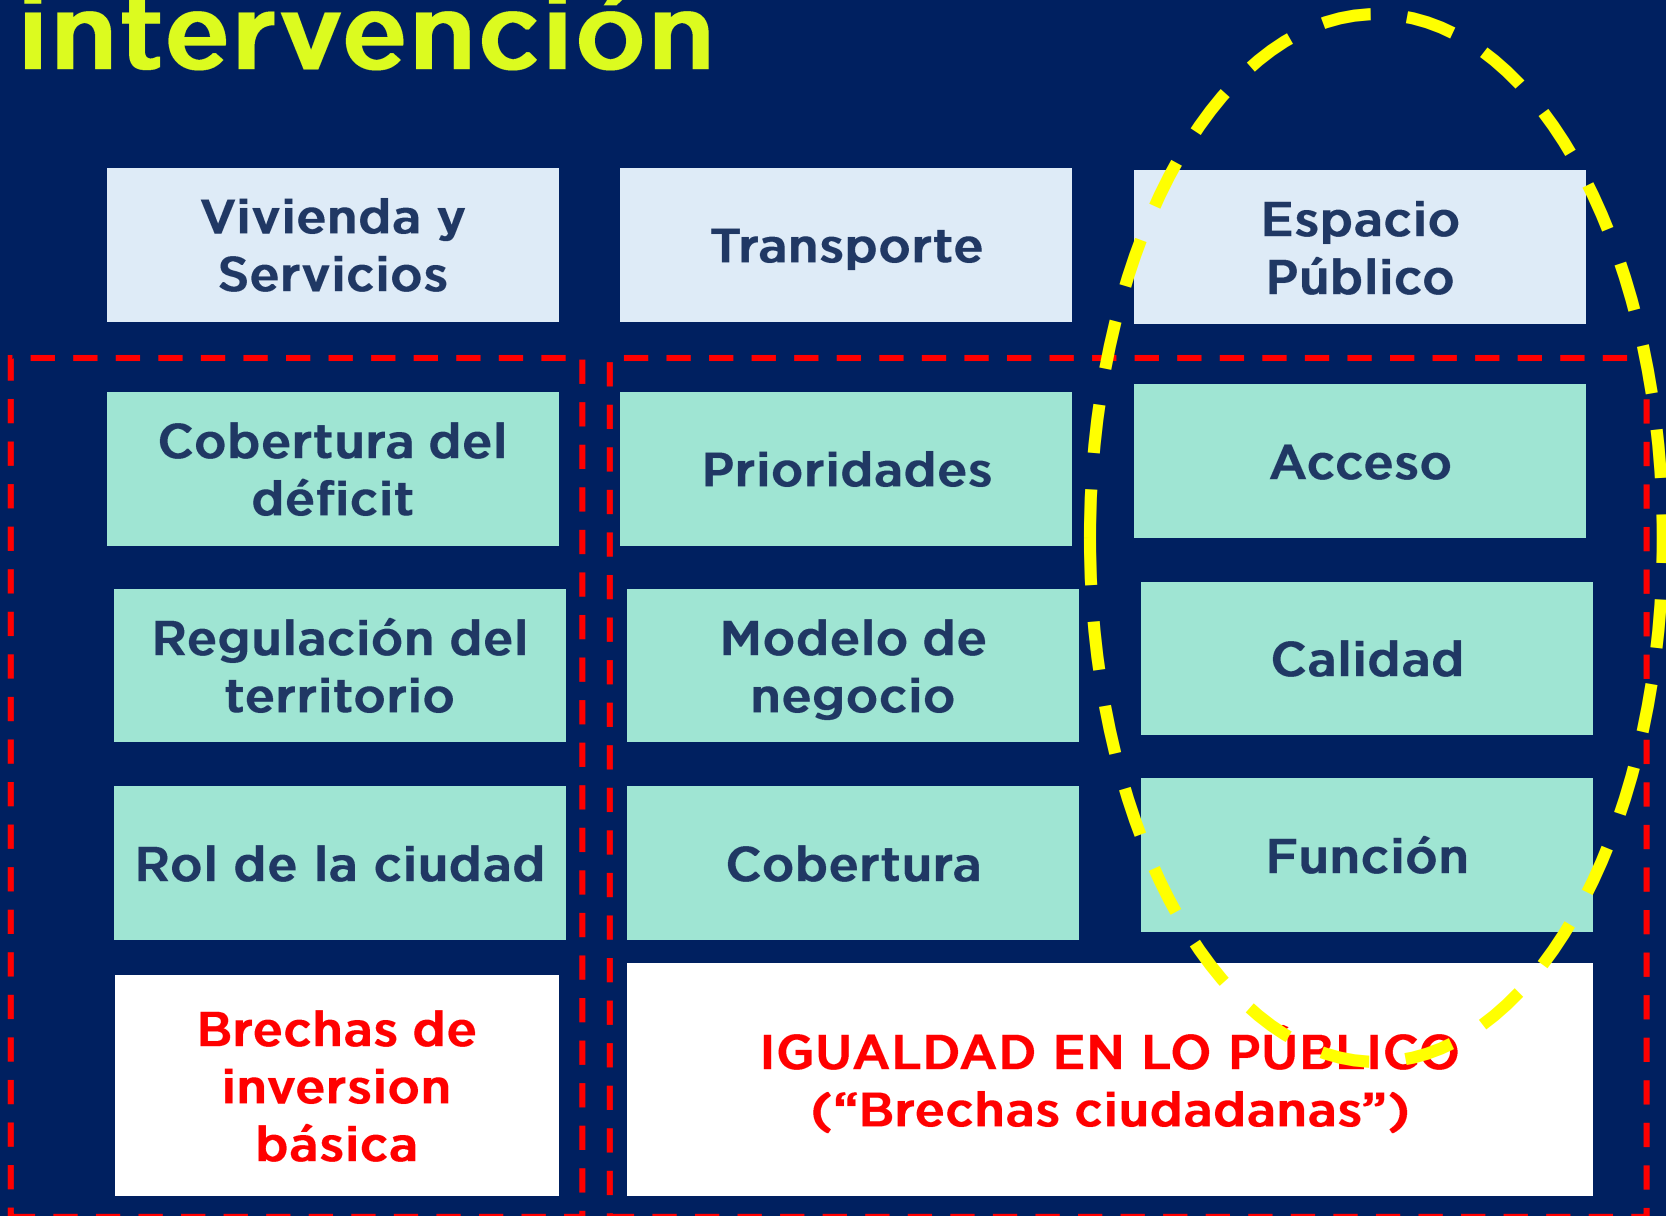 intervención
Vivienda y
Servicios
Transporte
Espacio
Público
Cobertura del
déficit
Prioridades
Acceso
Regulación del
territorio
Modelo de
negocio
Calidad
Rol de la ciudad
Cobertura
Función
Brechas de
inversion
básica
IGUALDAD EN LO PÚBLICO
(“Brechas ciudadanas”)